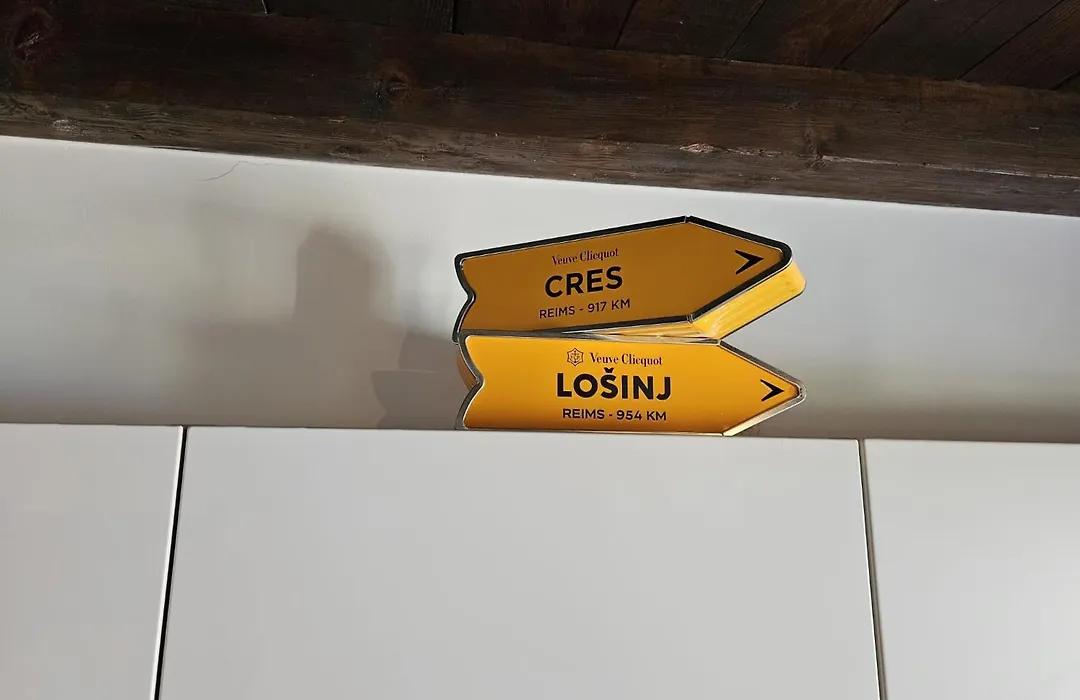 Veuve Clicquot
CRES
REIMS - 917 KM
Veuve Clicquot
LOŠINJ
REIMS - 954 KM